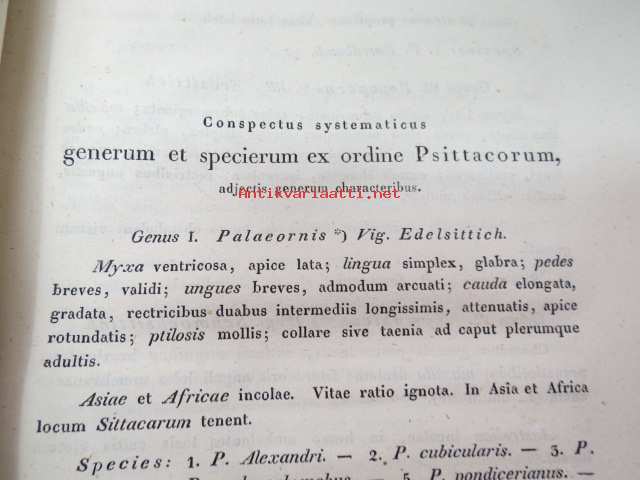 Conspectus systematicus
generum et specierum ex ordine Psittacorum,
adjectis generum characteribus.
Antikvariaatti.net
Genus I. Palaeornis *) Vig. Edelsittich.
Myxa ventricosa, apice lata; lingua simplex, glabra; pedes
breves, validi; ungues breves, admodum arcuati; cauda elongata,
gradata, rectricibus duabus intermediis longissimis, attenuatis, apice
rotundatis; ptilosis mollis; collare sive taenia ad caput plerumque
adultis.
Asiae et Africae incolae. Vitae ratio ignota. In Asia et Africa
locum Sittacarum tenent.
Species: 1. P. Alexandri. — 2. P. cubicularis. — 3. P.
5. P. pondicerianus. —